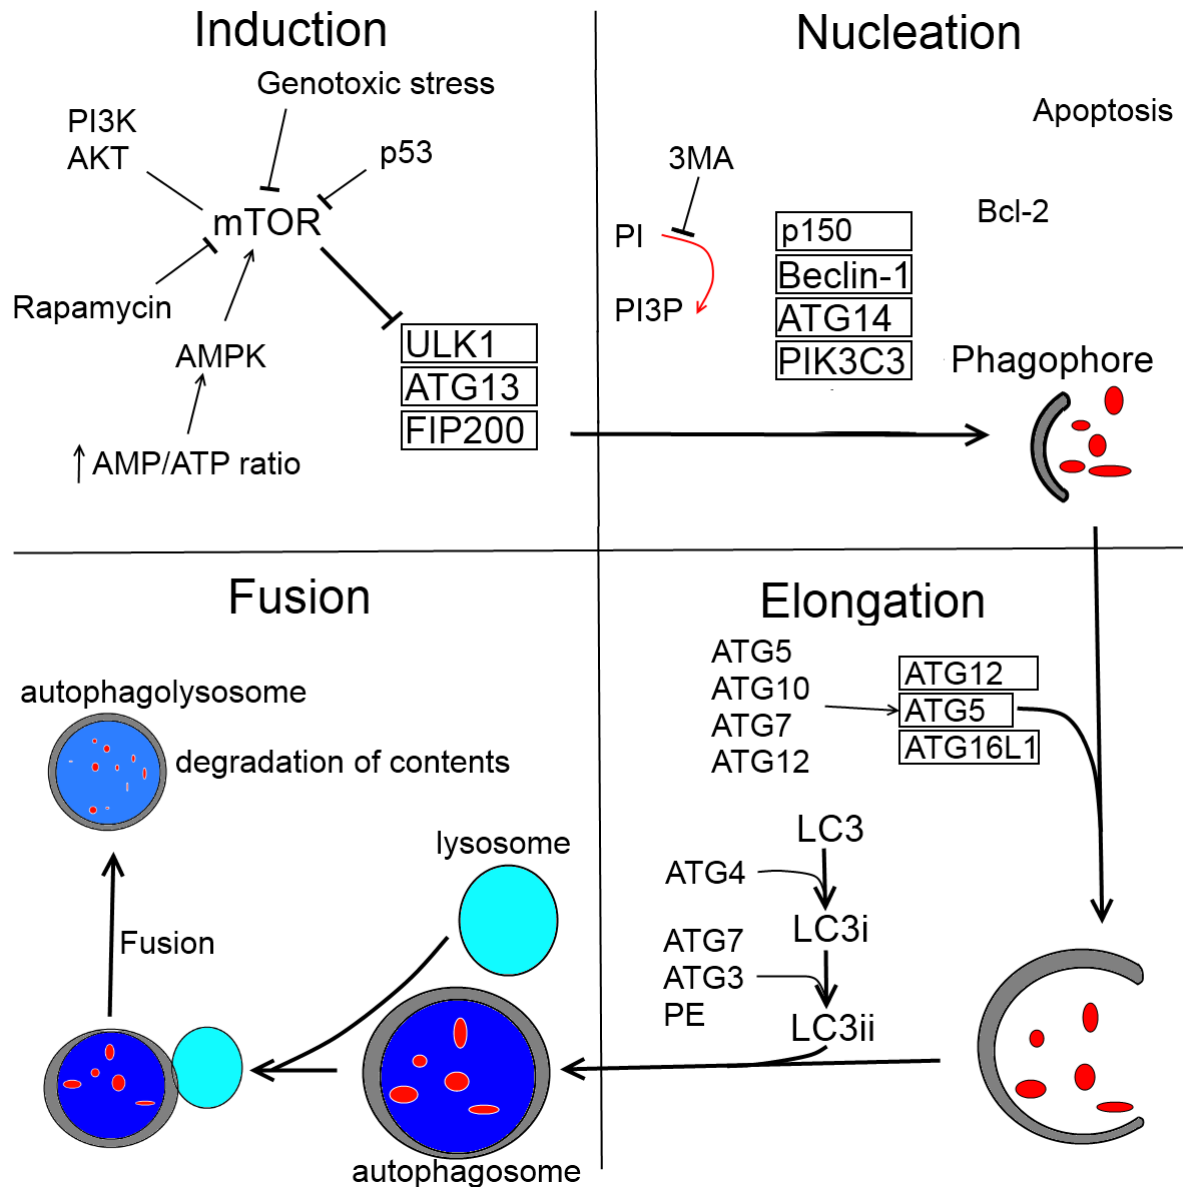 Induction
Genotoxic stress
PI3K
AKT
p53
mTOR
Rapamycin
AMPK
↑ AMP/ATP ratio
ULK1
ATG13
FIP200
Nucleation
Apoptosis
3MA
Bcl-2
PI
PI3P
p150
Beclin-1
ATG14
PIK3C3
Phagophore
Elongation
ATG5
ATG10
ATG7
ATG12
ATG12
ATG5
ATG16L1
LC3
ATG4
LC3i
ATG7
ATG3
PE
LC3ii
Fusion
autophagolysosome
degradation of contents
lysosome
Fusion
autophagosome